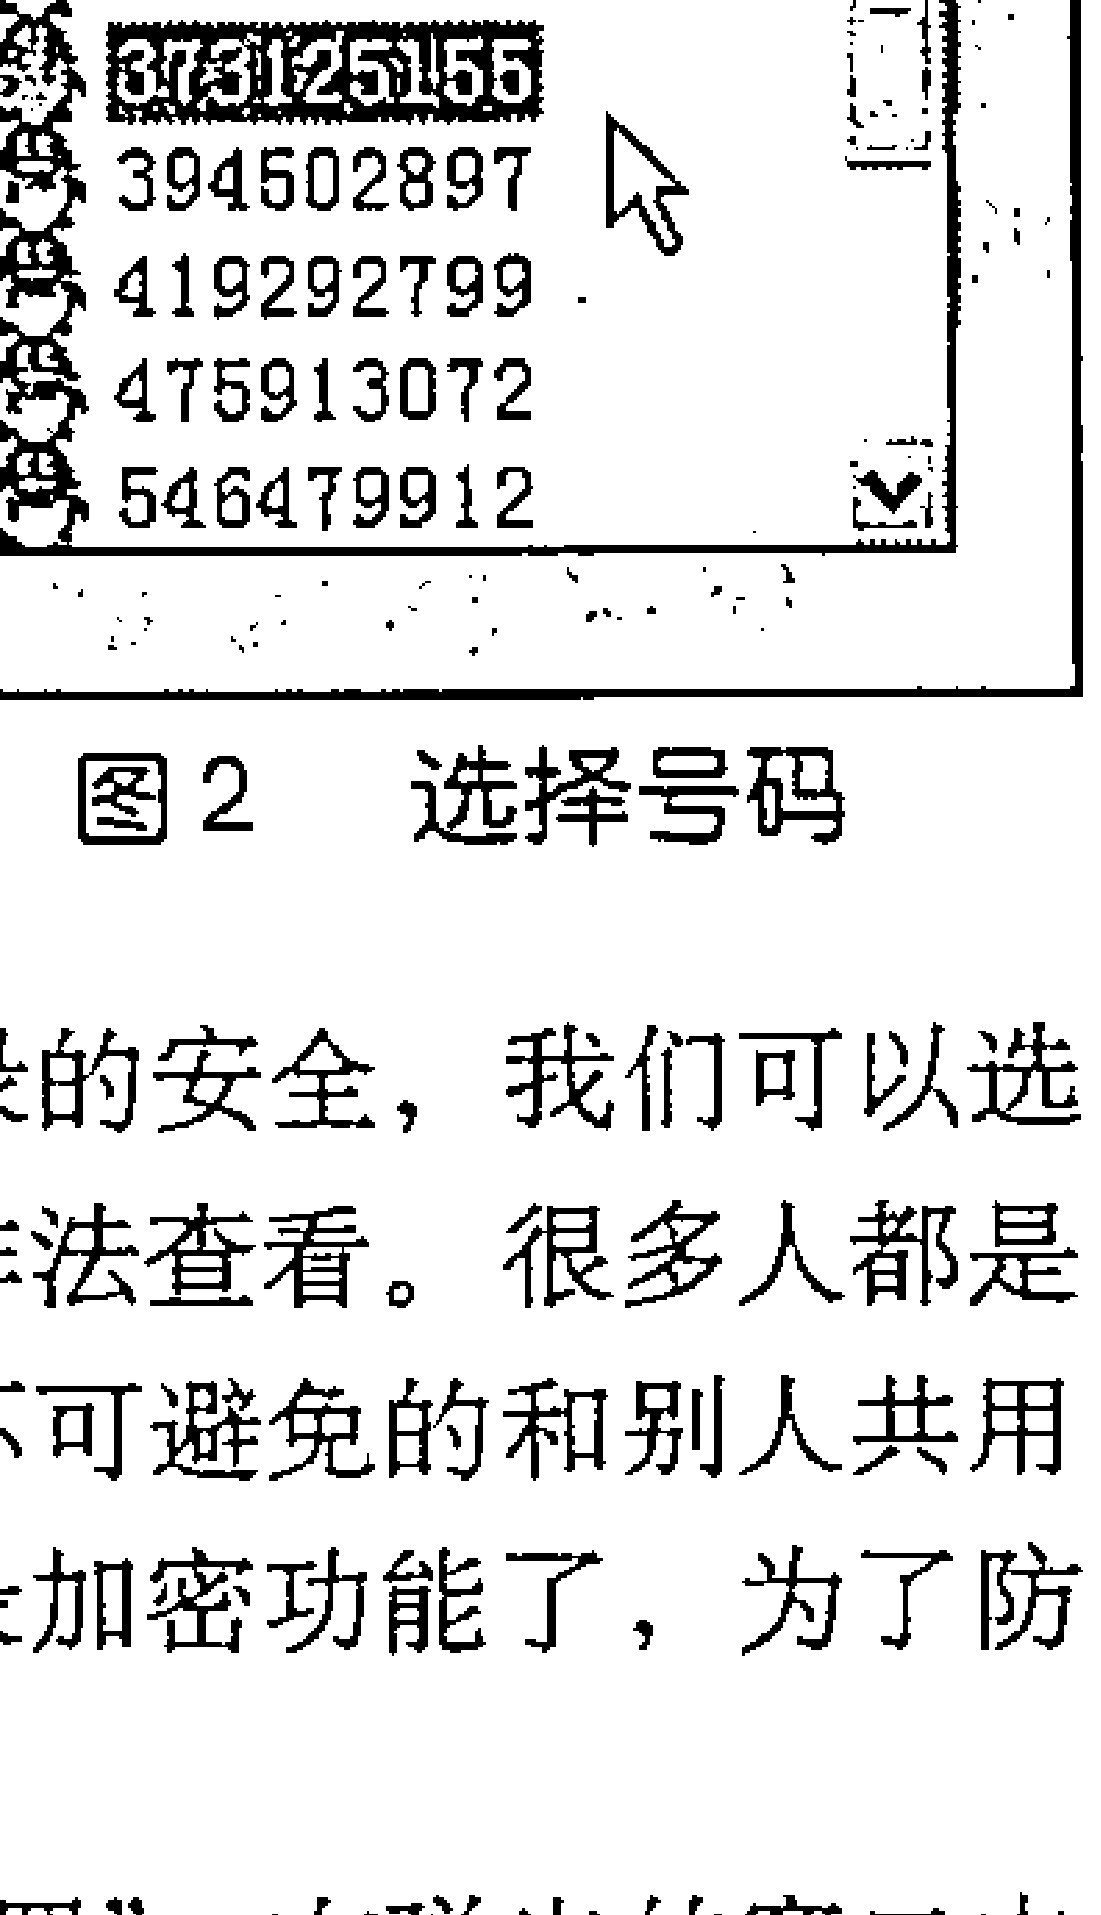 373125155
394502897
419292799
475913072
546479912
图2 选择号码
的安全，我们可以选
法查看。很多人都是
可避免的和别人共用
加密功能了，为了防